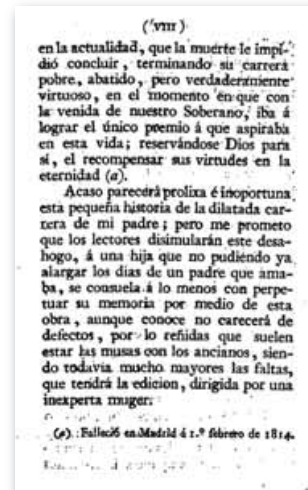 (VIII)
en la actualidad, que la muerte le impi-
dió concluir, terminando su carrera
pobre, abatido, pero verdaderamente
virtuoso, en el momento en que con
la venida de nuestro Soberano, iba á
lograr el único premio á que aspiraba
en esta vida; reservándose Dios para
sí, el recompensar sus virtudes en la
eternidad (a).
Acaso parecerá prolixa é inoportuna
esta pequeña historia de la dilatada car-
rera de mi padre; pero me prometo
que los lectores disimularán este desa-
hogo, á una hija que no pudiendo ya
alargar los dias de un padre que ama-
ba, se consuela á lo menos con perpe-
tuar su memoria por medio de esta
obra, aunque conoce no carecerá de
defectos, por lo reñidas que suelen
estar las musas con los ancianos, sien-
do todavia mucho mayores las faltas,
que tendrá la edicion, dirigida por una
inexperta muger.
(a). Falleció en Madrid á 1.º febrero de 1814.